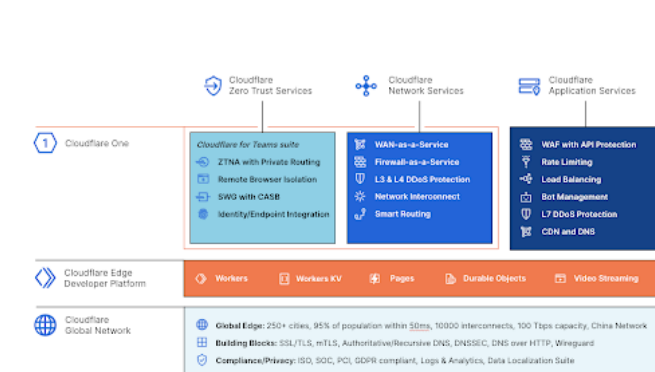 Cloudflare
Zero Trust Services
Cloudflare
Network Services
Cloudflare
Application Services
1
Cloudflare One
Cloudflare for Teams suite
ZTNA with Private Routing
Remote Browser Isolation
SWG with CASB
Identity/Endpoint Integration
WAN-as-a-Service
Firewall-as-a-Service
L3 & L4 DDoS Protection
Network Interconnect
Smart Routing
WAF with API Protection
Rate Limiting
Load Balancing
Bot Management
L7 DDoS Protection
CDN and DNS
Cloudflare Edge
Developer Platform
Workers
Workers KV
Pages
Durable Objects
Video Streaming
Cloudflare
Global Network
Global Edge: 250+ cities, 95% of population within 50ms, 10000 interconnects, 100 Tbps capacity, China Network
Building Blocks: SSL/TLS, mTLS, Authoritative/Recursive DNS, DNSSEC, DNS over HTTP, Wireguard
Compliance/Privacy: ISO, SOC, PCI, GDPR compliant, Logs & Analytics, Data Localization Suite